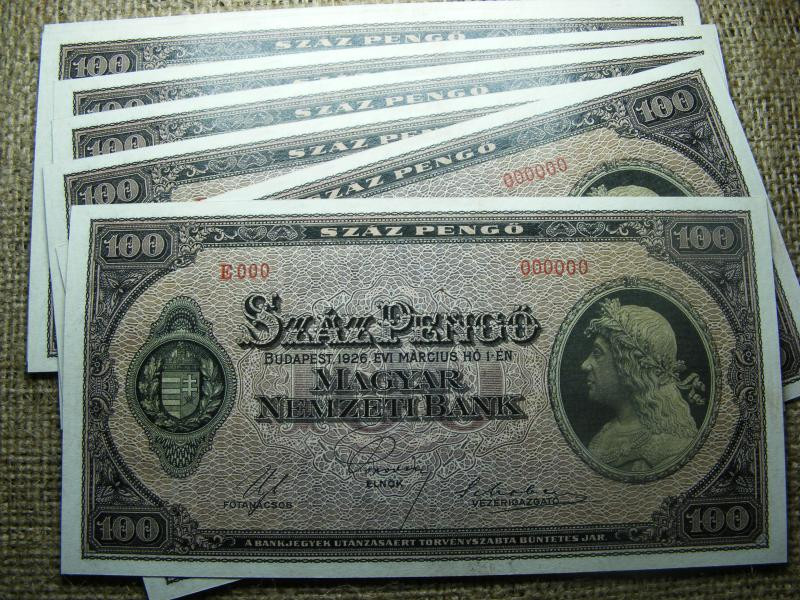 SZÁZ PENGŐ
100
SZÁZ PENGŐ
100
SZÁZ PENGŐ
100
SZÁZ PENGŐ
100
SZÁZ PENGŐ
100
000000
100
SZÁZ PENGŐ
100
E000
000000
SZÁZ PENGŐ
BUDAPEST 1926 ÉVI MÁRCIUS HÓ 1-ÉN
MAGYAR
NEMZETI BANK
FŐTANÁCSOS
ELNÖK
VEZÉRIGAZGATÓ
100
100
A BANKJEGYEK UTÁNZÁSÁÉRT TÖRVÉNYSZABTA BÜNTETÉS JÁR.